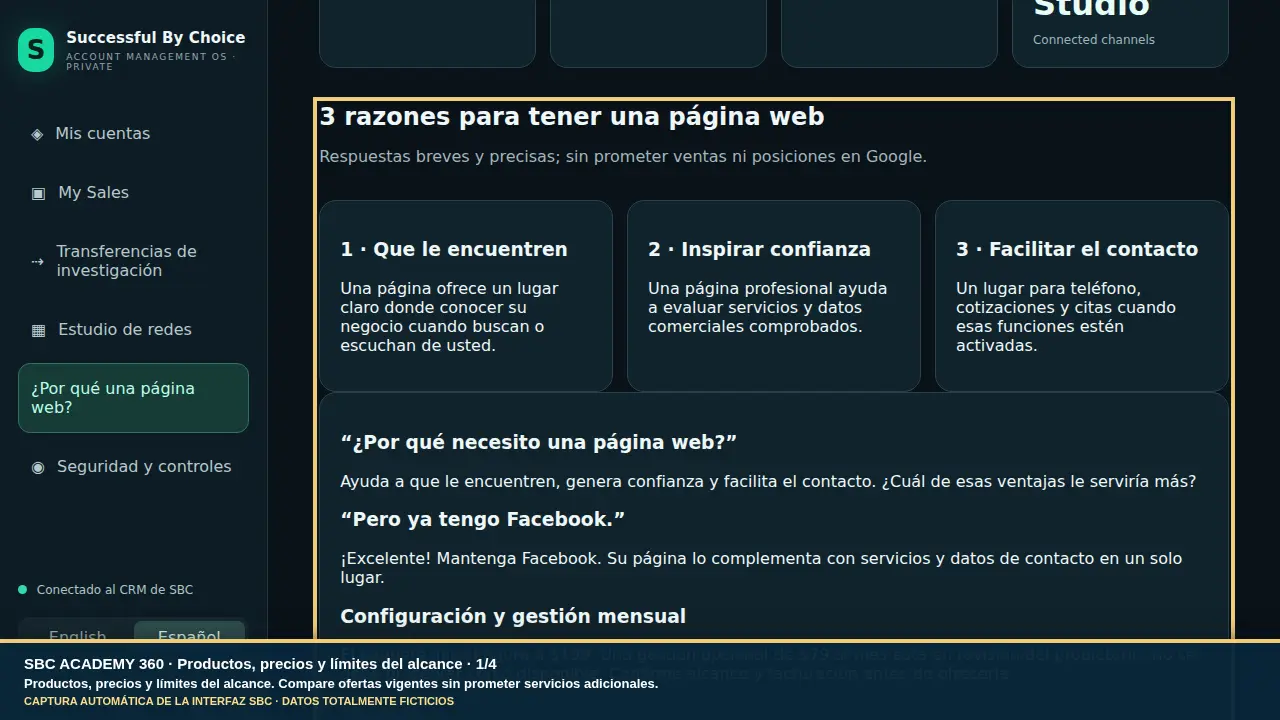 S
Successful By Choice
ACCOUNT MANAGEMENT OS ·
PRIVATE
Mis cuentas
My Sales
Transferencias de
investigación
Estudio de redes
¿Por qué una página
web?
Seguridad y controles
Conectado al CRM de SBC
English
Español
Studio
Connected channels
3 razones para tener una página web
Respuestas breves y precisas; sin prometer ventas ni posiciones en Google.
1 · Que le encuentren
Una página ofrece un lugar
claro donde conocer su
negocio cuando buscan o
escuchan de usted.
2 · Inspirar confianza
Una página profesional ayuda
a evaluar servicios y datos
comerciales comprobados.
3 · Facilitar el contacto
Un lugar para teléfono,
cotizaciones y citas cuando
esas funciones estén
activadas.
“¿Por qué necesito una página web?”
Ayuda a que le encuentren, genera confianza y facilita el contacto. ¿Cuál de esas ventajas le serviría más?
“Pero ya tengo Facebook.”
¡Excelente! Mantenga Facebook. Su página lo complementa con servicios y datos de contacto en un solo
lugar.
Configuración y gestión mensual
SBC ACADEMY 360 · Productos, precios y límites del alcance · 1/4
Productos, precios y límites del alcance. Compare ofertas vigentes sin prometer servicios adicionales.
CAPTURA AUTOMÁTICA DE LA INTERFAZ SBC · DATOS TOTALMENTE FICTICIOS